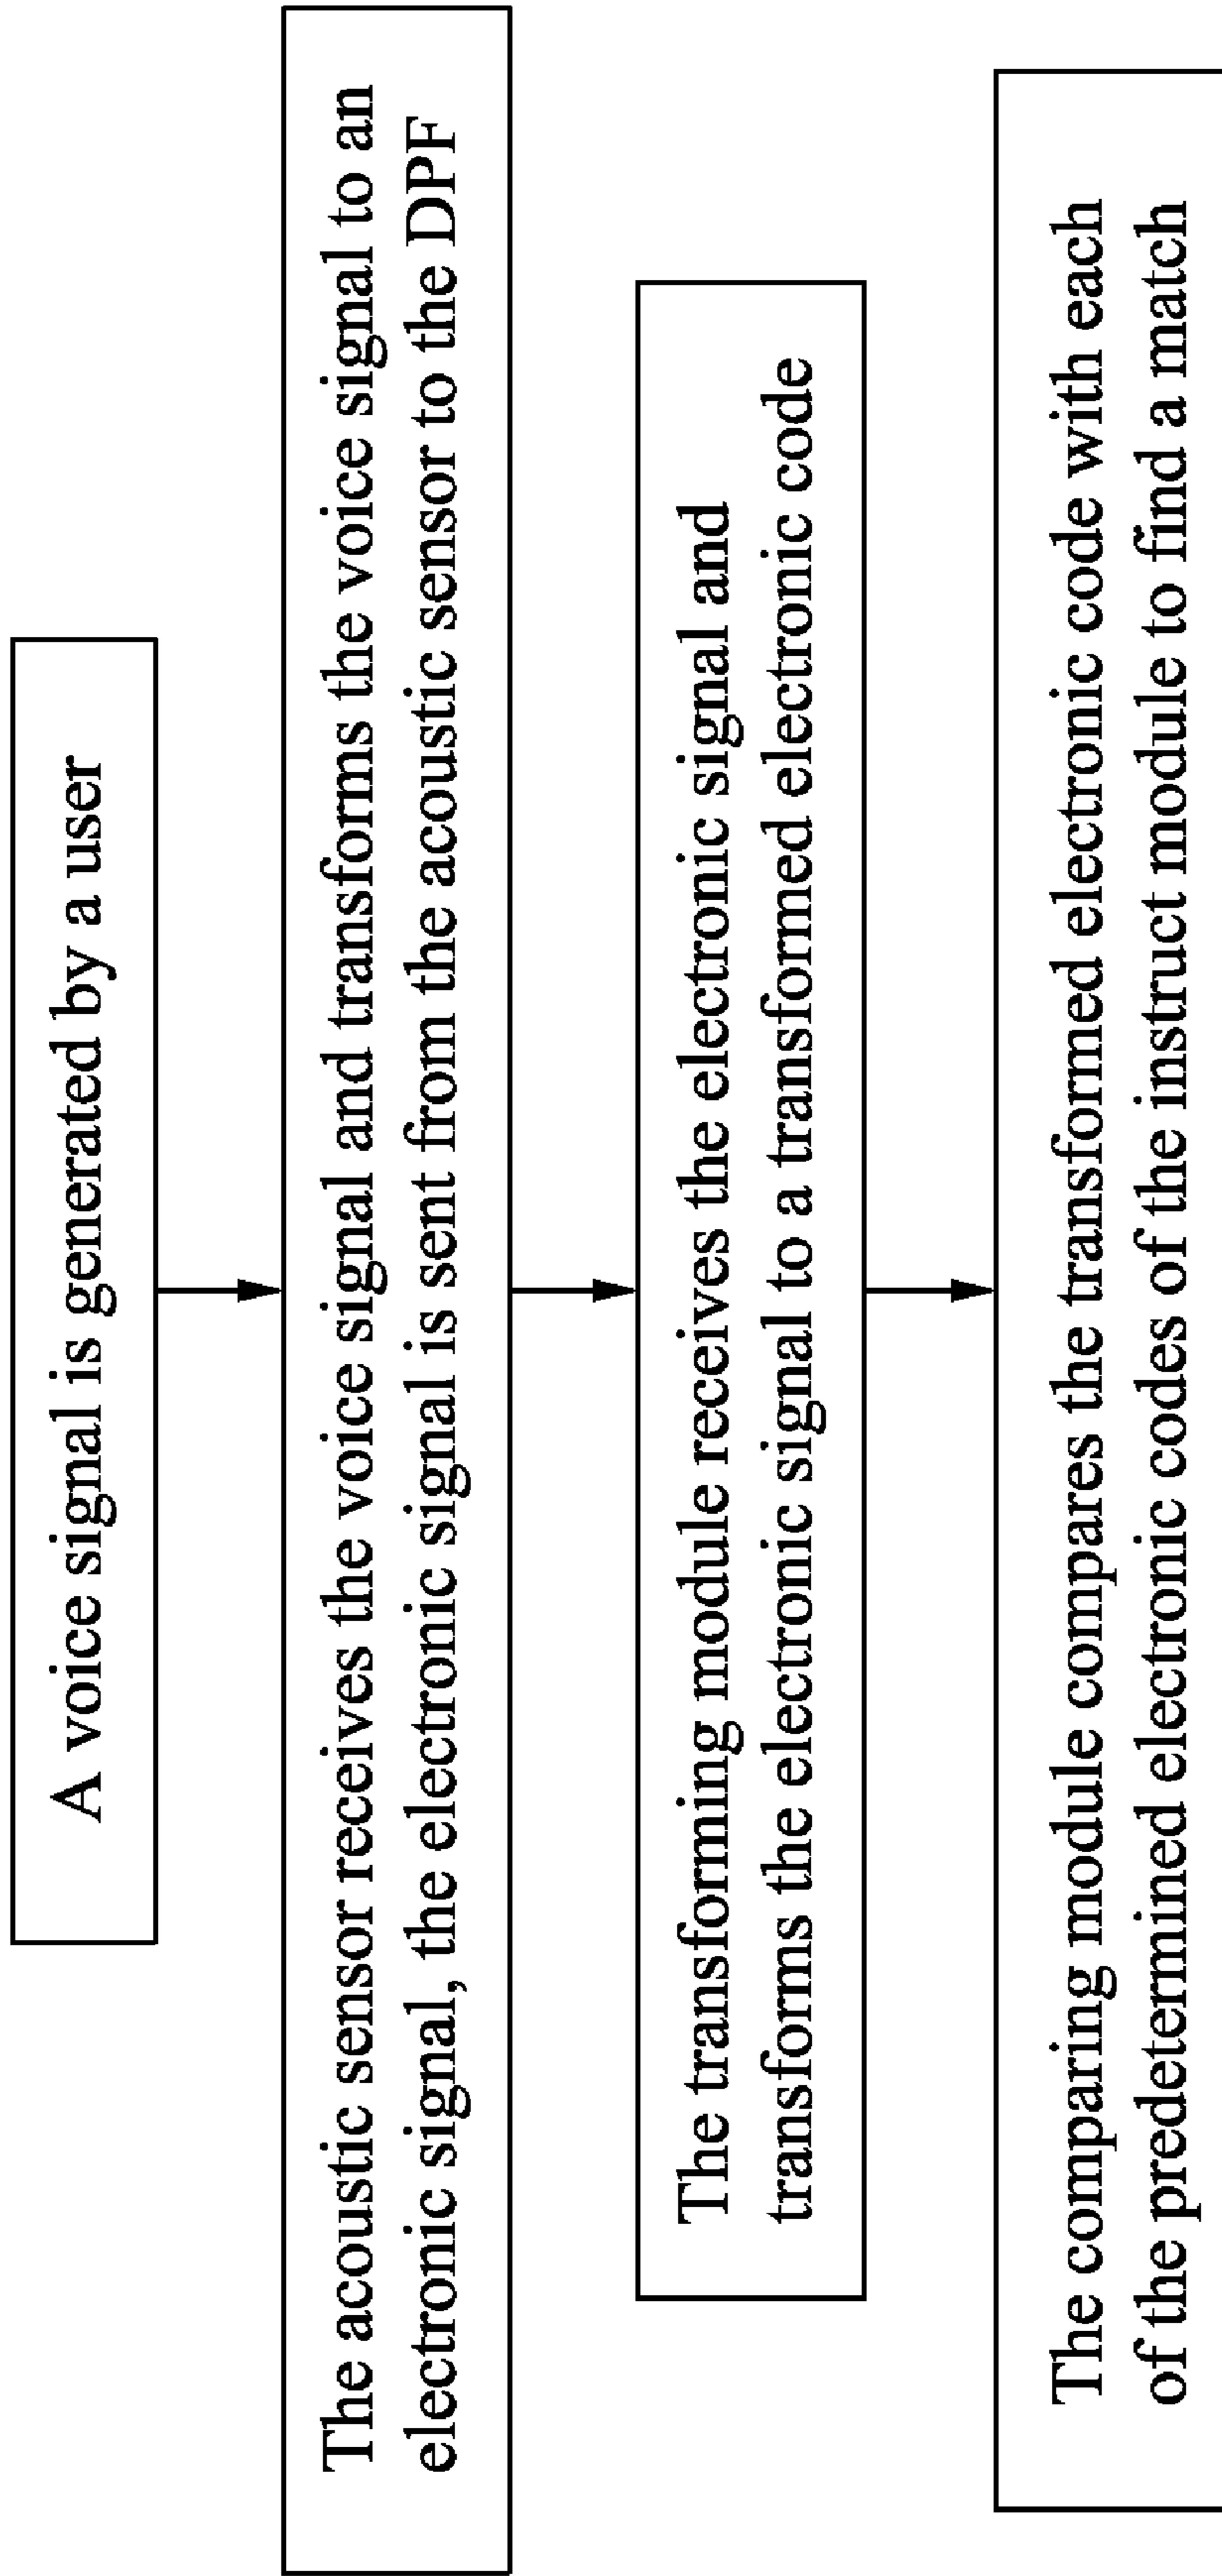 A voice signal is generated by a user
The acoustic sensor receives the voice signal and transforms the voice signal to an
electronic signal, the electronic signal is sent from the acoustic sensor to the DPF
The transforming module receives the electronic signal and
transforms the electronic signal to a transformed electronic code
The comparing module compares the transformed electronic code with each
of the predetermined electronic codes of the instruct module to find a match